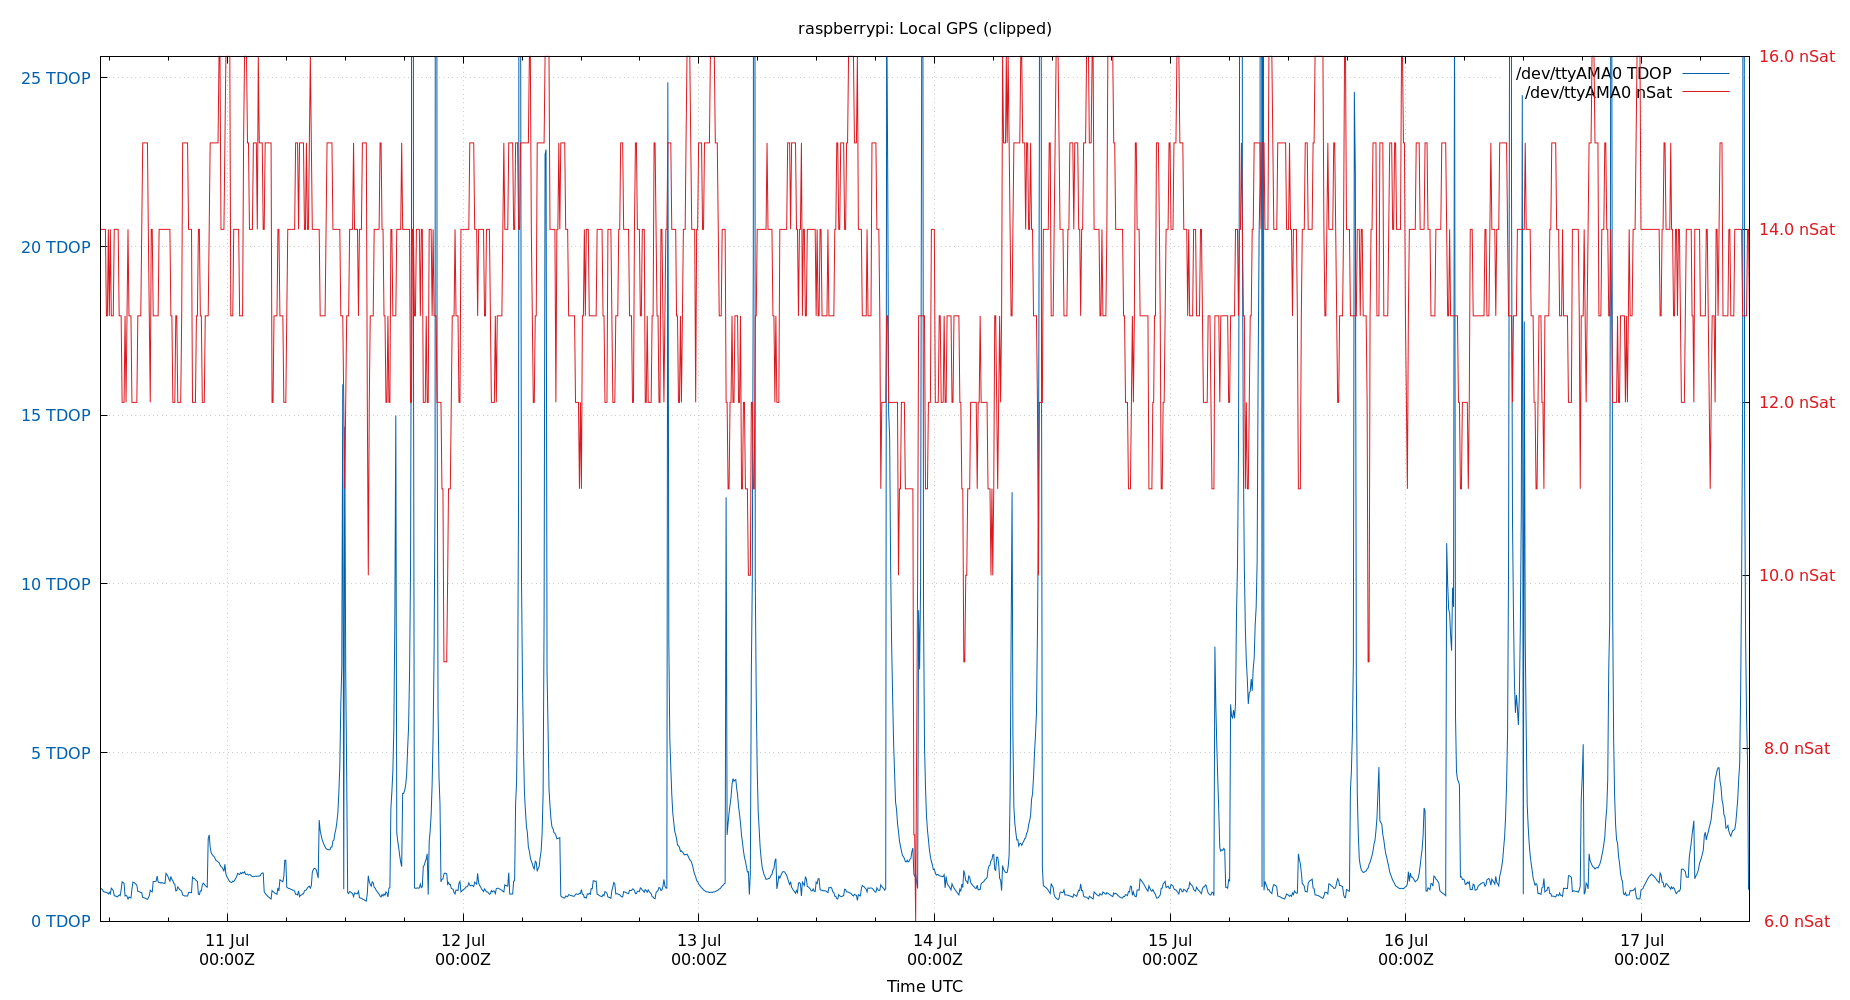 raspberrypi: Local GPS (clipped)
25 TDOP
20 TDOP
15 TDOP
10 TDOP
5 TDOP
0 TDOP
16.0 nSat
14.0 nSat
12.0 nSat
10.0 nSat
8.0 nSat
6.0 nSat
/dev/ttyAMA0 TDOP
/dev/ttyAMA0 nSat
11 Jul
00:00Z
12 Jul
00:00Z
13 Jul
00:00Z
14 Jul
00:00Z
15 Jul
00:00Z
16 Jul
00:00Z
17 Jul
00:00Z
Time UTC